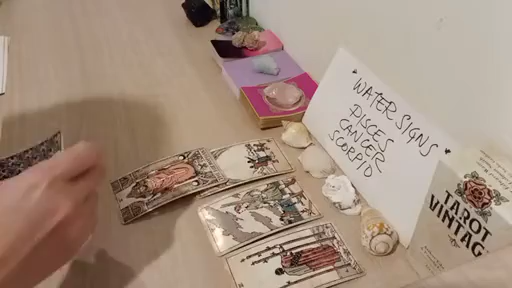 WATER SIGNS
PISCES
CANCER
SCORPIO
TAROT
VINTAG